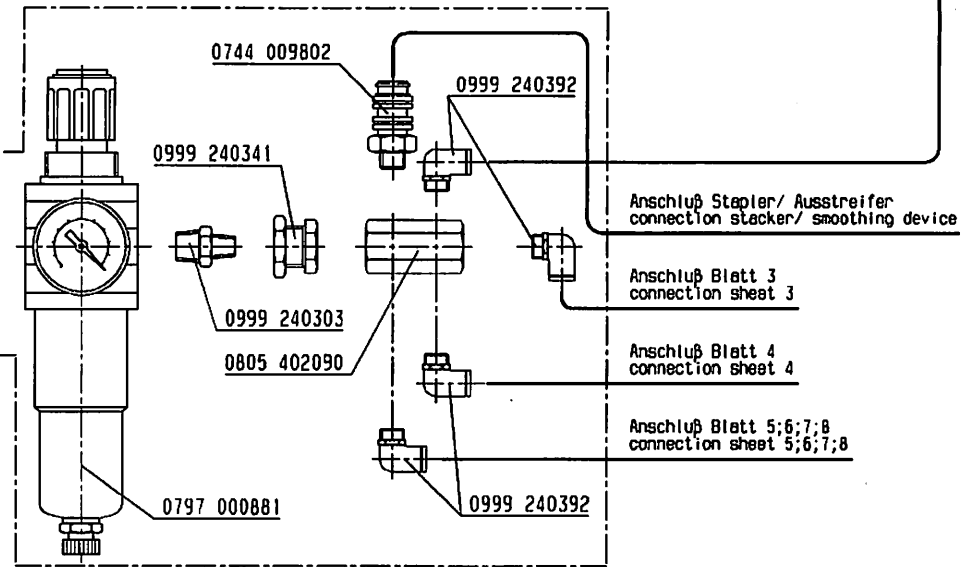 0744 009802
0999 240392
0999 240341
Anschluß Stapler/ Ausstreifer
connection stacker/ smoothing device
Anschluß Blatt 3
connection sheet 3
0999 240303
0805 402090
Anschluß Blatt 4
connection sheet 4
Anschluß Blatt 5;6;7;8
connection sheet 5;6;7;8
0797 000881
0999 240392